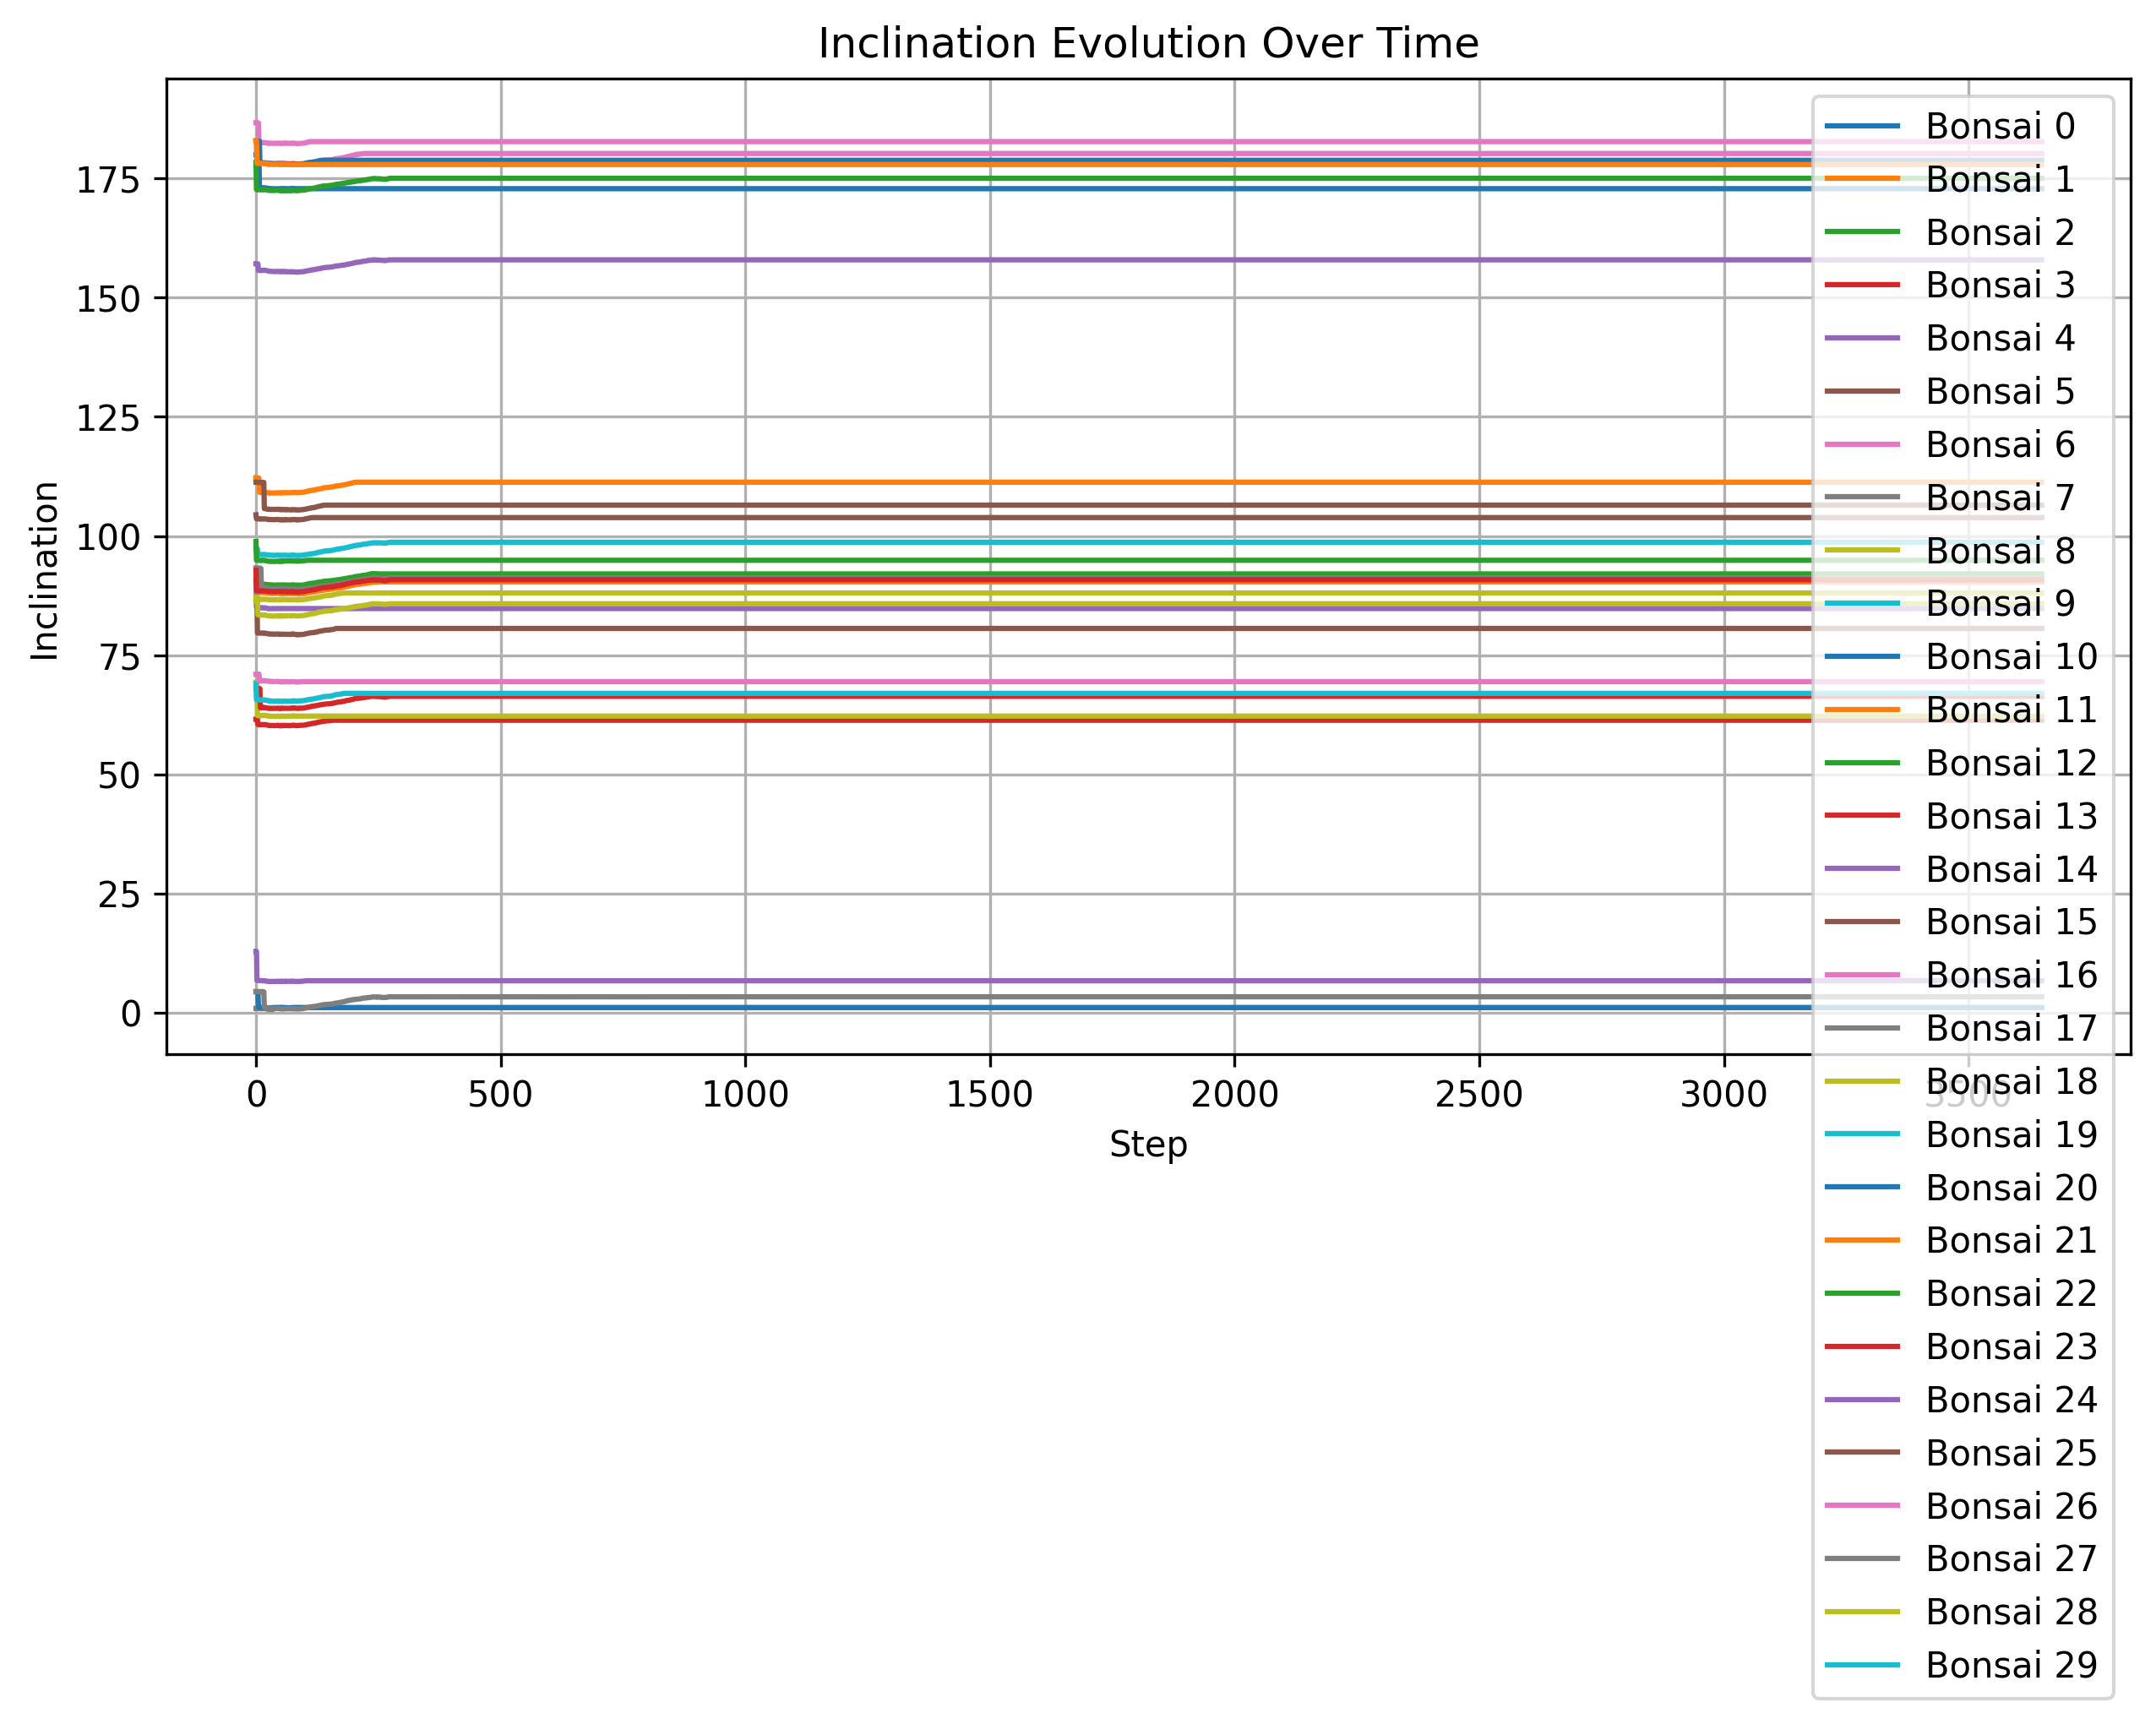 Inclination Evolution Over Time
Inclination
175
150
125
100
75
50
25
0
0 500 1000 1500 2000 2500 3000 3500
Step
Bonsai 0
Bonsai 1
Bonsai 2
Bonsai 3
Bonsai 4
Bonsai 5
Bonsai 6
Bonsai 7
Bonsai 8
Bonsai 9
Bonsai 10
Bonsai 11
Bonsai 12
Bonsai 13
Bonsai 14
Bonsai 15
Bonsai 16
Bonsai 17
Bonsai 18
Bonsai 19
Bonsai 20
Bonsai 21
Bonsai 22
Bonsai 23
Bonsai 24
Bonsai 25
Bonsai 26
Bonsai 27
Bonsai 28
Bonsai 29